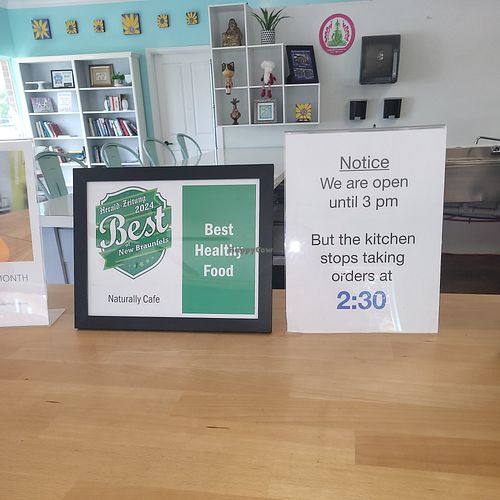 Herald-Zeitung
2024
Best
of
New Braunfels
Naturally Cafe
Best
Healthy
Food
HappyCow
Notice
We are open
until 3 pm
But the kitchen
stops taking
orders at
2:30
MONTH